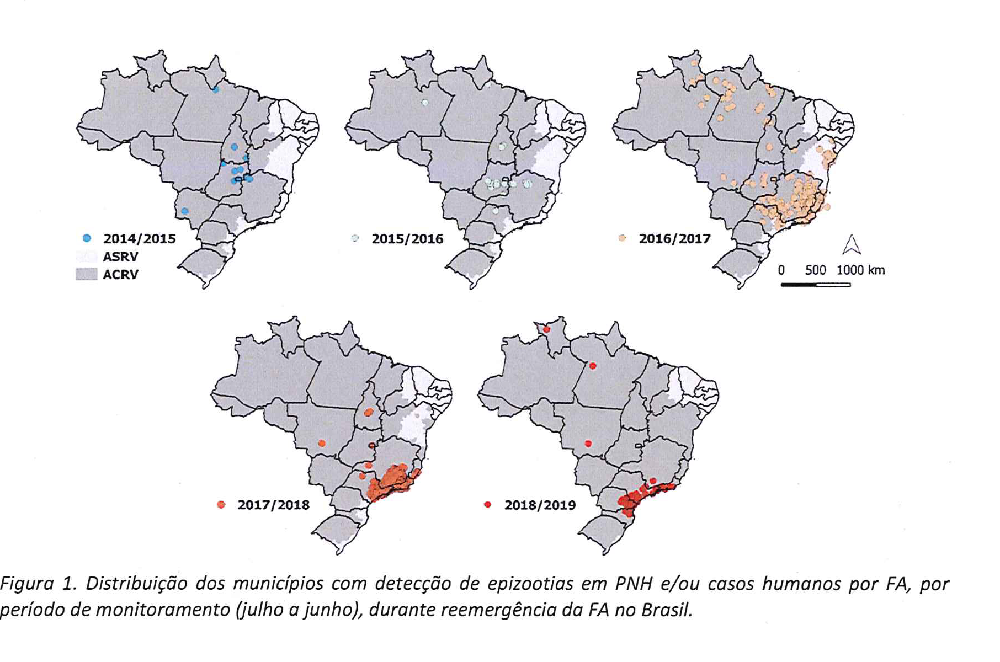 2014/2015
ASRV
ACRV
2015/2016
2016/2017
0 500 1000 km
2017/2018
2018/2019
Figura 1. Distribuição dos municípios com detecção de epizootias em PNH e/ou casos humanos por FA, por
período de monitoramento (julho a junho), durante reemergência da FA no Brasil.